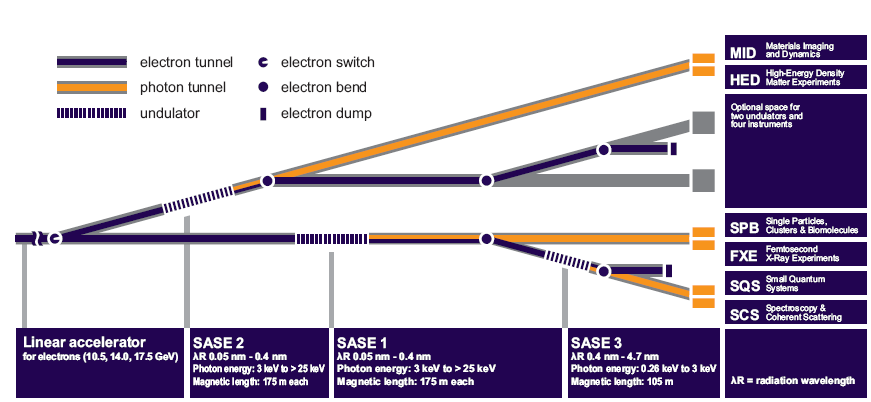 electron tunnel
photon tunnel
undulator
electron switch
electron bend
electron dump
MID Materials Imaging
and Dynamics
HED High-Energy Density
Matter Experiments
Optional space for
two undulators and
four instruments
SPB Single Particles,
Clusters & Biomolecules
FXE Femtosecond
X-Ray Experiments
SQS Small Quantum
Systems
SCS Spectroscopy &
Coherent Scattering
Linear accelerator
for electrons (10.5, 14.0, 17.5 GeV)
SASE 2
λR 0.05 nm - 0.4 nm
Photon energy: 3 keV to > 25 keV
Magnetic length: 175 m each
SASE 1
λR 0.05 nm - 0.4 nm
Photon energy: 3 keV to > 25 keV
Magnetic length: 175 m each
SASE 3
λR 0.4 nm - 4.7 nm
Photon energy: 0.26 keV to 3 keV
Magnetic length: 105 m
λR = radiation wavelength